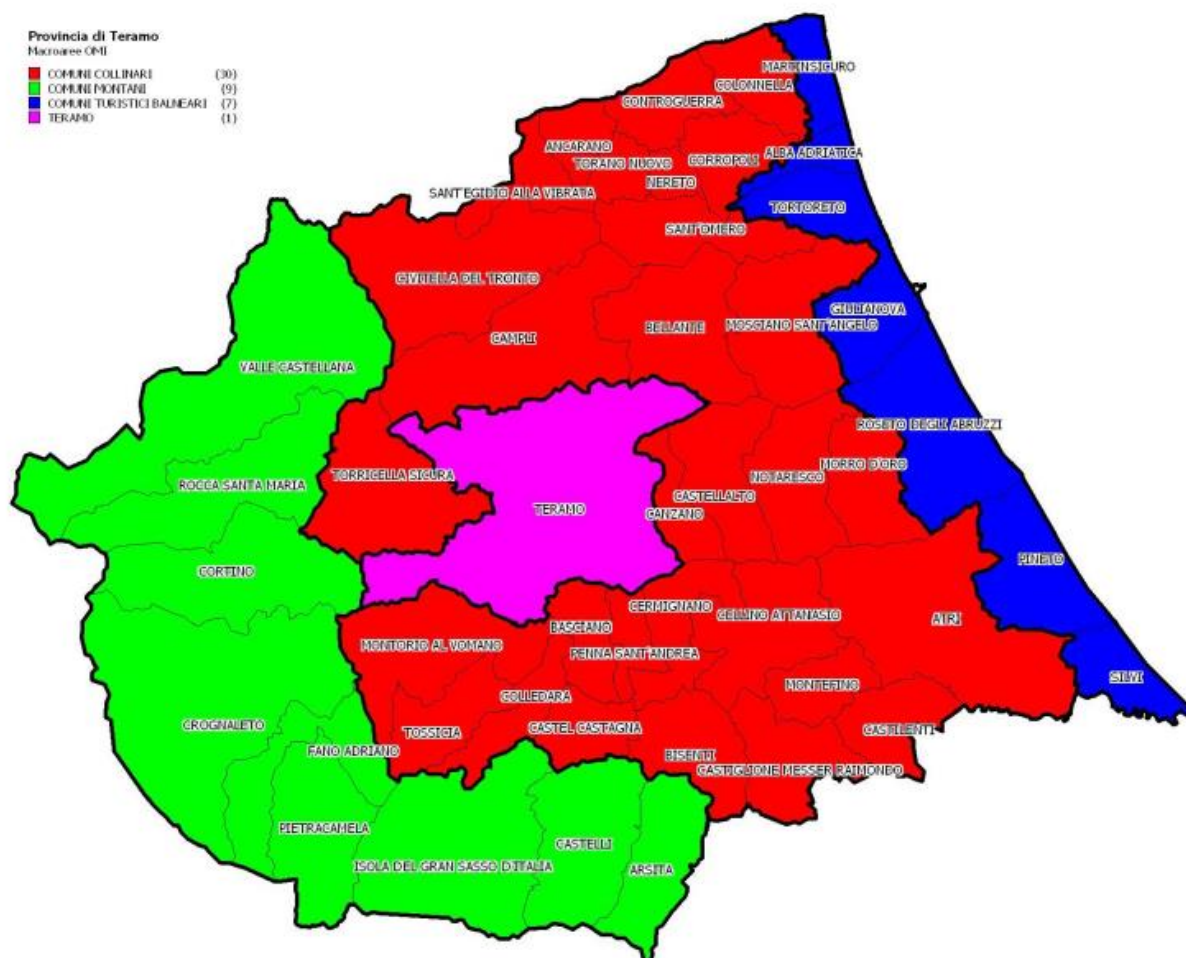 Provincia di Teramo
Macroaree OMI
COMUNI COLLINARI (30)
COMUNI MONTANI (9)
COMUNI TURISTICI BALNEARI (7)
TERAMO (1)
MARTINSICURO
COLONNELLA
CONTROGUERRA
ANCARANO
ALBA ADRIATICA
TORANO NUOVO
CORROPOLI
NERETO
SANT'EGIDIO ALLA VIBRATA
TORTORETO
SANT'OMERO
CIVITELLA DEL TRONTO
GIULIANOVA
BELLANTE
MOSCIANO SANT'ANGELO
CAMPLI
VALLE CASTELLANA
ROSETO DEGLI ABRUZZI
MORRO D'ORO
TORRICELLA SICURA
NOTARESCO
ROCCA SANTA MARIA
CASTELLALTO
TERAMO
CANZANO
PINETO
CORTINO
CERMIGNANO
CELLINO ATTANASIO
ATRI
BASCIANO
MONTORIO AL VOMANO
PENNA SANT'ANDREA
SILVI
MONTEFINO
COLLEDARA
CROGNALETO
CASTEL CASTAGNA
CASTILENTI
TOSSICIA
FANO ADRIANO
BISENTI
CASTIGLIONE MESSER RAIMONDO
PIETRACAMELA
CASTELLI
ISOLA DEL GRAN SASSO D'ITALIA
ARSITA